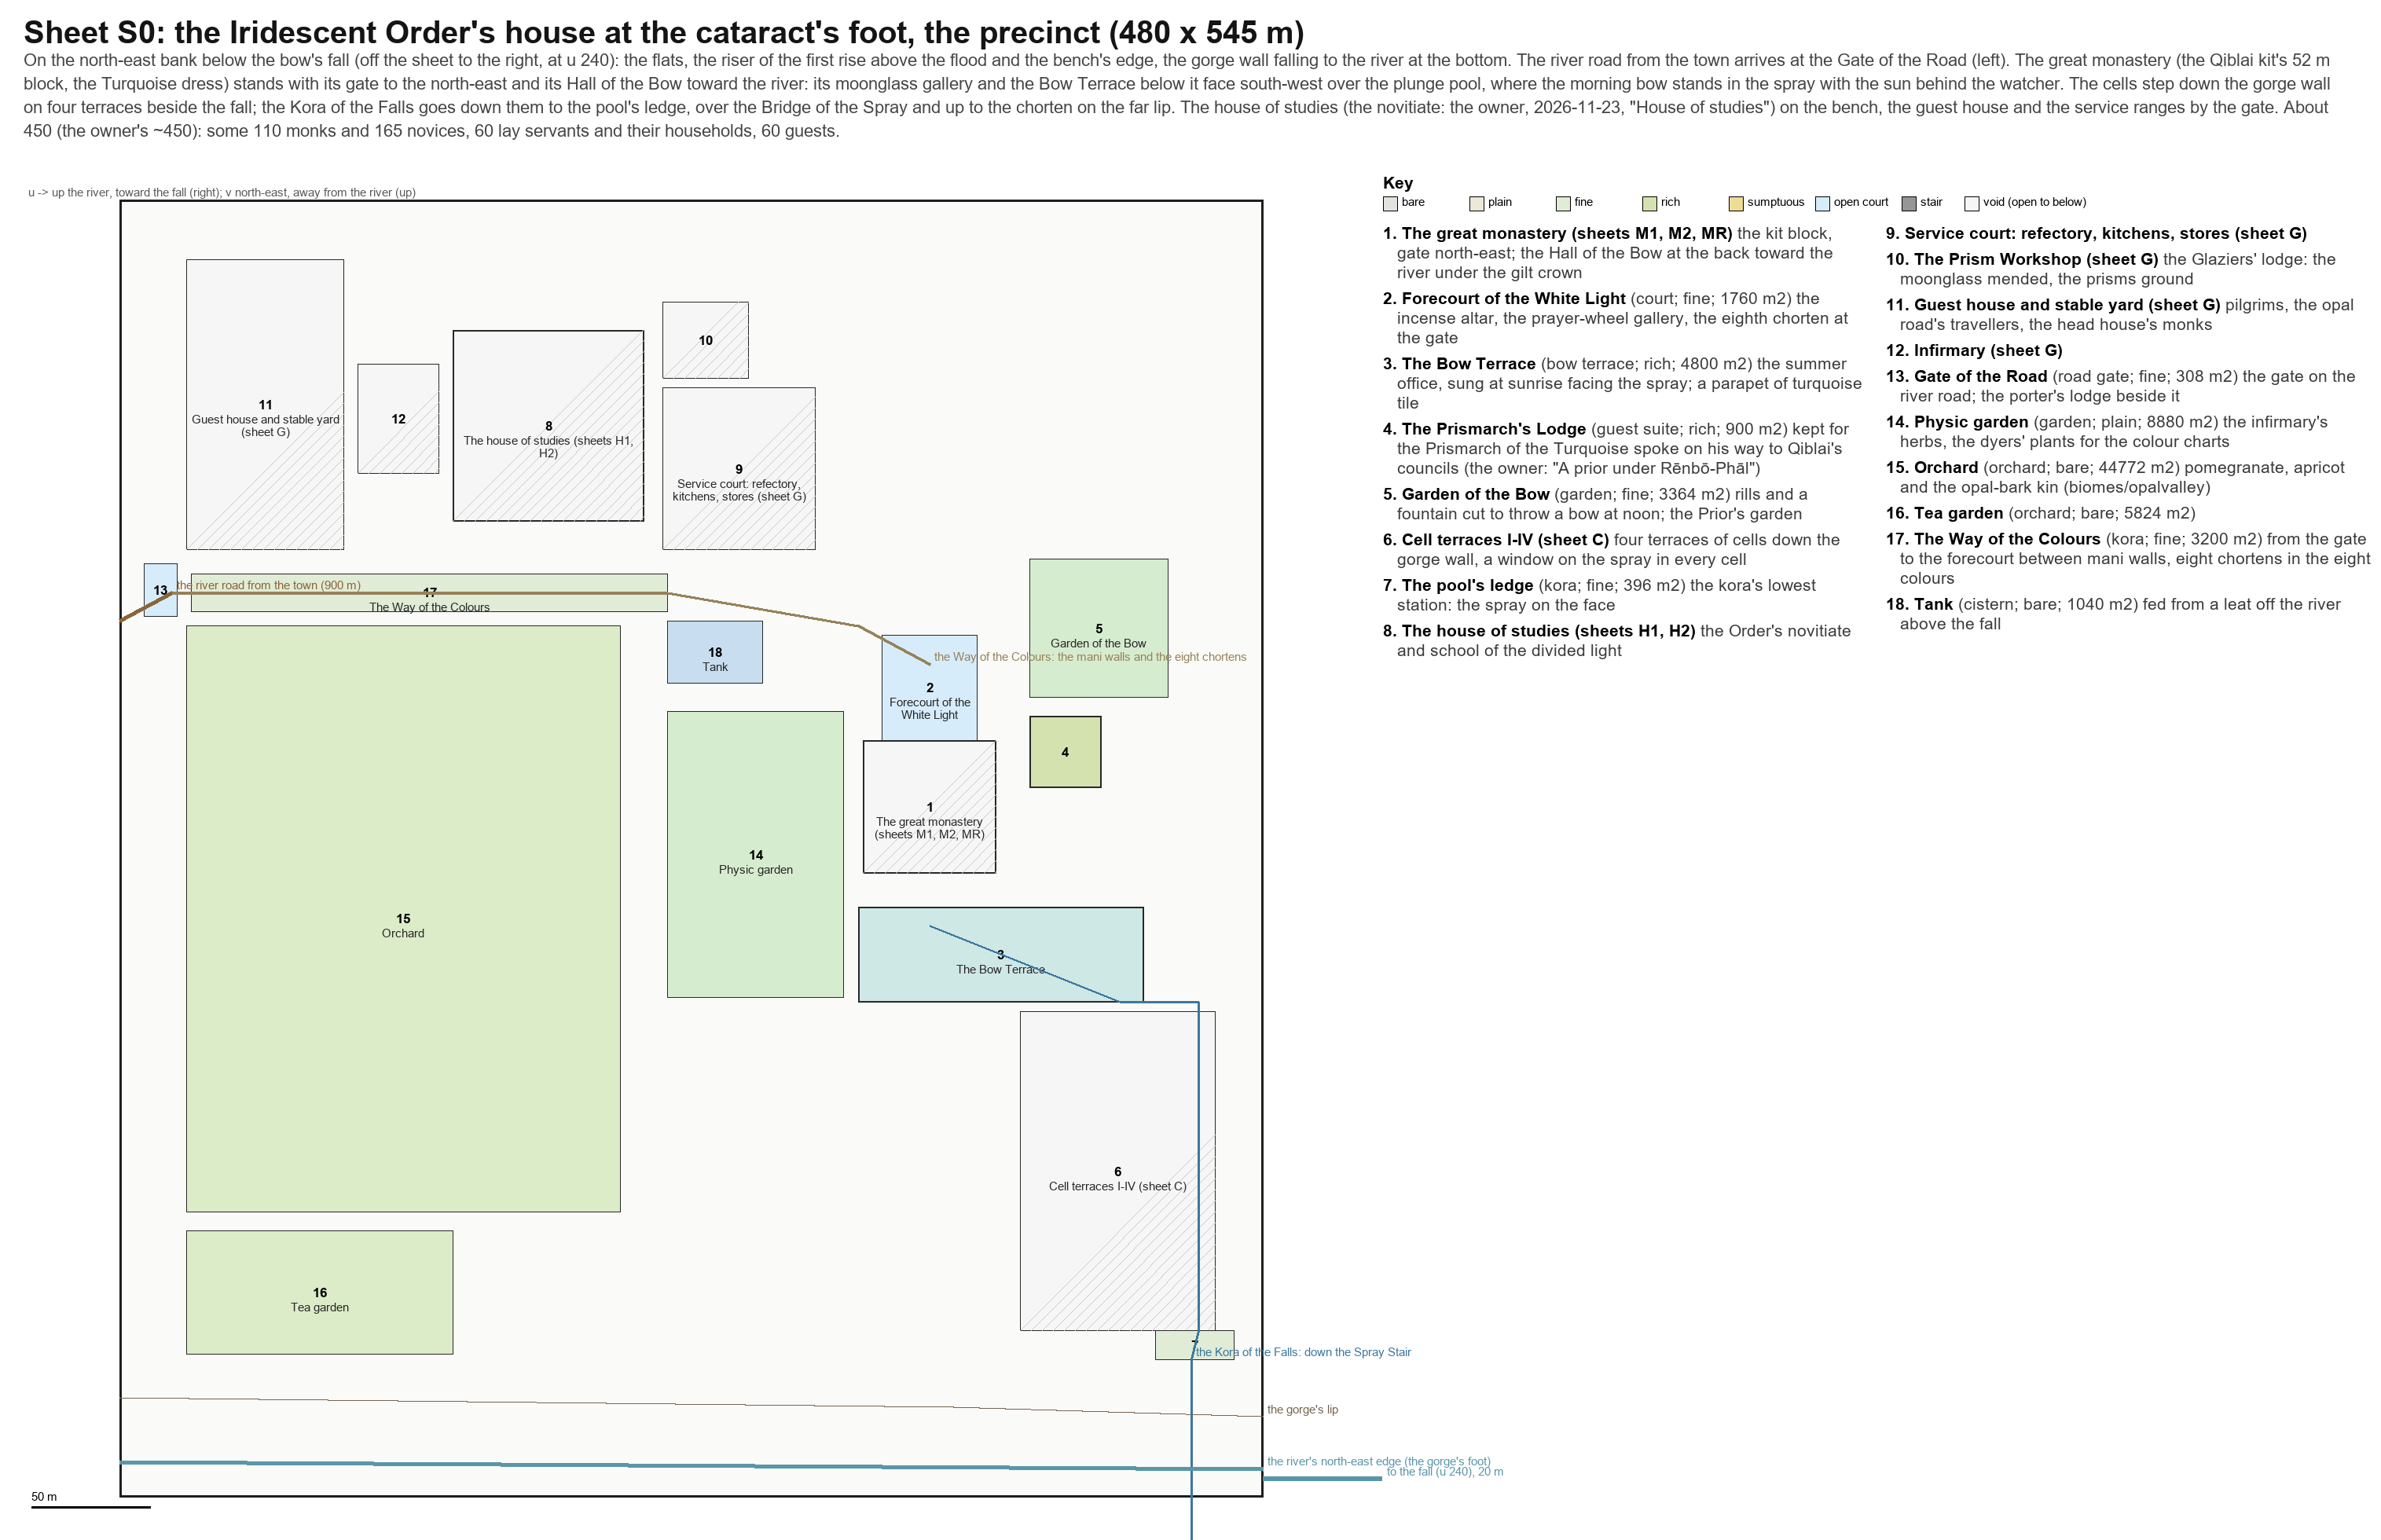 Sheet S0: the Iridescent Order's house at the cataract's foot, the precinct (480 x 545 m)
On the north-east bank below the bow's fall (off the sheet to the right, at u 240): the flats, the riser of the first rise above the flood and the bench's edge, the gorge wall falling to the river at the bottom. The river road from the town arrives at the Gate of the Road (left). The great monastery (the Qiblai kit's 52 m
block, the Turquoise dress) stands with its gate to the north-east and its Hall of the Bow toward the river: its moonglass gallery and the Bow Terrace below it face south-west over the plunge pool, where the morning bow stands in the spray with the sun behind the watcher. The cells step down the gorge wall
on four terraces beside the fall; the Kora of the Falls goes down them to the pool's ledge, over the Bridge of the Spray and up to the chorten on the far lip. The house of studies (the novitiate: the owner, 2026-11-23, "House of studies") on the bench, the guest house and the service ranges by the gate. About
450 (the owner's ~450): some 110 monks and 165 novices, 60 lay servants and their households, 60 guests.
u -> up the river, toward the fall (right); v north-east, away from the river (up)
11
Guest house and stable yard
(sheet G)
12
8
The house of studies (sheets H1,
H2)
10
9
Service court: refectory,
kitchens, stores (sheet G)
13
the river road from the town (900 m)
17
The Way of the Colours
18
Tank
5
Garden of the Bow
the Way of the Colours: the mani walls and the eight chortens
2
Forecourt of the
White Light
4
1
The great monastery
(sheets M1, M2, MR)
14
Physic garden
15
Orchard
3
The Bow Terrace
6
Cell terraces I-IV (sheet C)
16
Tea garden
7
the Kora of the Falls: down the Spray Stair
the gorge's lip
the river's north-east edge (the gorge's foot)
to the fall (u 240), 20 m
50 m
Key
bare
plain
fine
rich
sumptuous
open court
stair
void (open to below)
1. The great monastery (sheets M1, M2, MR) the kit block,
gate north-east; the Hall of the Bow at the back toward the
river under the gilt crown
2. Forecourt of the White Light (court; fine; 1760 m2) the
incense altar, the prayer-wheel gallery, the eighth chorten at
the gate
3. The Bow Terrace (bow terrace; rich; 4800 m2) the summer
office, sung at sunrise facing the spray; a parapet of turquoise
tile
4. The Prismarch's Lodge (guest suite; rich; 900 m2) kept for
the Prismarch of the Turquoise spoke on his way to Qiblai's
councils (the owner: "A prior under Rēnbō-Phāl")
5. Garden of the Bow (garden; fine; 3364 m2) rills and a
fountain cut to throw a bow at noon; the Prior's garden
6. Cell terraces I-IV (sheet C) four terraces of cells down the
gorge wall, a window on the spray in every cell
7. The pool's ledge (kora; fine; 396 m2) the kora's lowest
station: the spray on the face
8. The house of studies (sheets H1, H2) the Order's novitiate
and school of the divided light
9. Service court: refectory, kitchens, stores (sheet G)
10. The Prism Workshop (sheet G) the Glaziers' lodge: the
moonglass mended, the prisms ground
11. Guest house and stable yard (sheet G) pilgrims, the opal
road's travellers, the head house's monks
12. Infirmary (sheet G)
13. Gate of the Road (road gate; fine; 308 m2) the gate on the
river road; the porter's lodge beside it
14. Physic garden (garden; plain; 8880 m2) the infirmary's
herbs, the dyers' plants for the colour charts
15. Orchard (orchard; bare; 44772 m2) pomegranate, apricot
and the opal-bark kin (biomes/opalvalley)
16. Tea garden (orchard; bare; 5824 m2)
17. The Way of the Colours (kora; fine; 3200 m2) from the gate
to the forecourt between mani walls, eight chortens in the eight
colours
18. Tank (cistern; bare; 1040 m2) fed from a leat off the river
above the fall